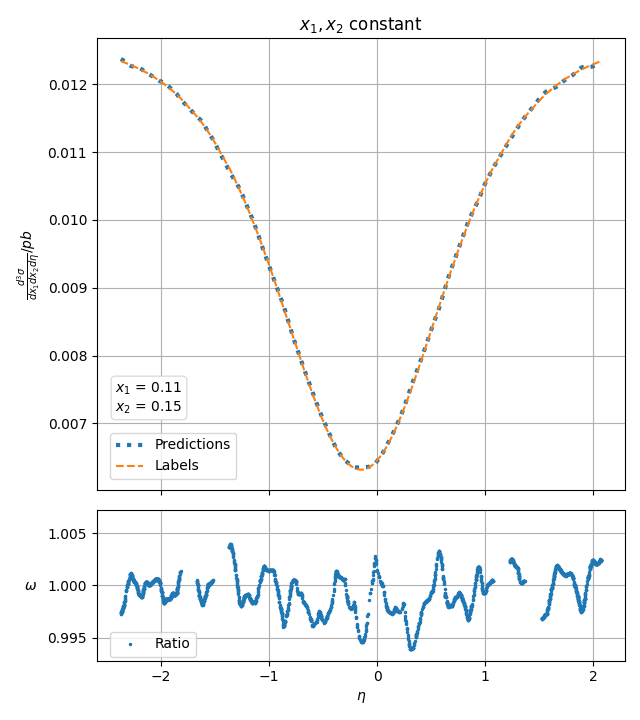 x₁, x₂ constant
d³σ/dx₁dx₂dη /pb
0.012
0.011
0.010
0.009
0.008
0.007
x₁ = 0.11
x₂ = 0.15
Predictions
Labels
ω
1.005
1.000
0.995
Ratio
−2 −1 0 1 2
η